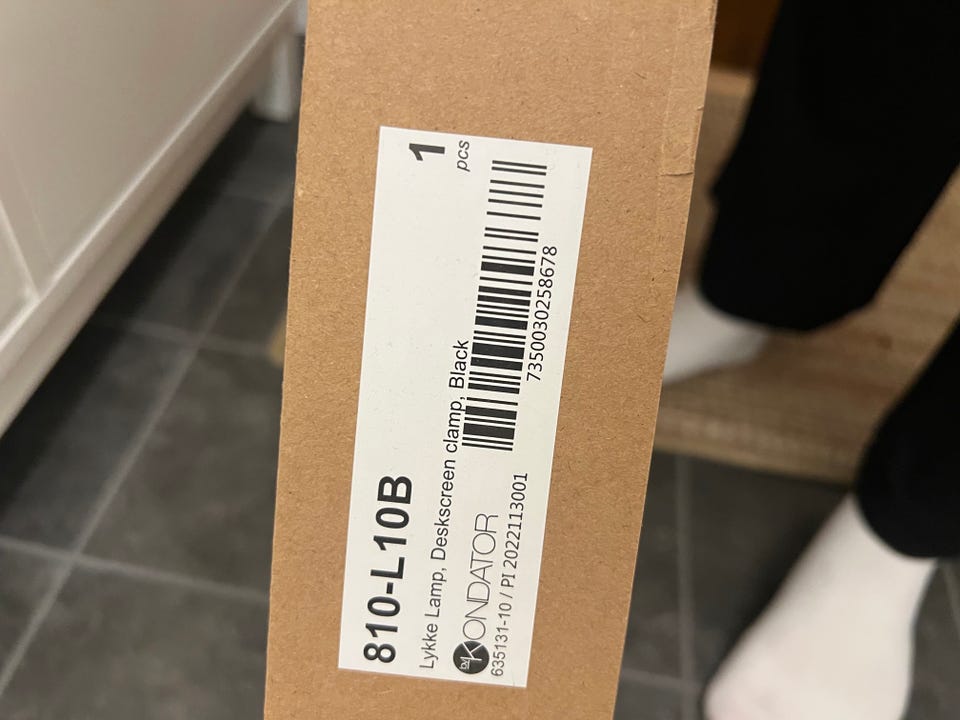 810-L10B
1
pcs
Lykke Lamp, Deskscreen clamp, Black
KONDATOR
635131-10 / PI 2022113001
7350030258678